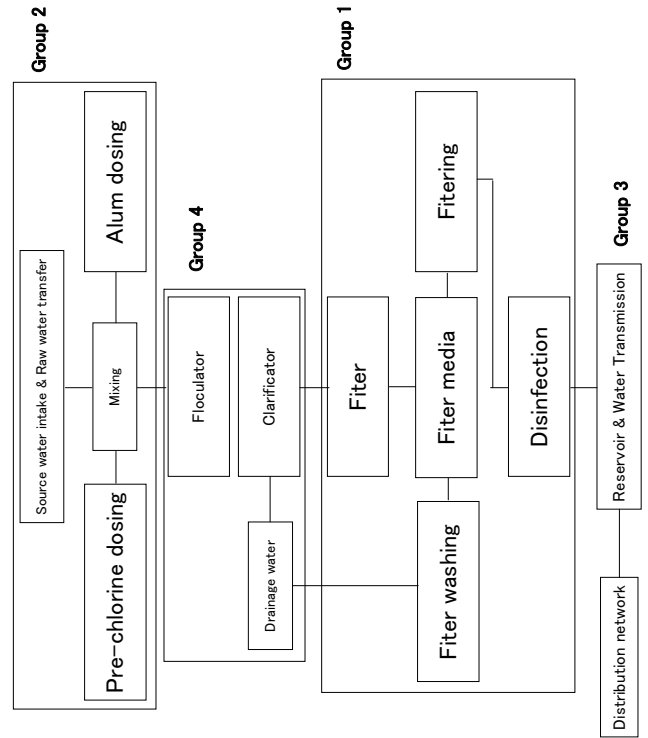 Group 2
Source water intake & Raw water transfer
Pre-chlorine dosing
Mixing
Alum dosing
Group 4
Floculator
Clarificator
Drainage water
Group 1
Fiter
Fiter washing
Fiter media
Fitering
Disinfection
Group 3
Reservoir & Water Transmission
Distribution network